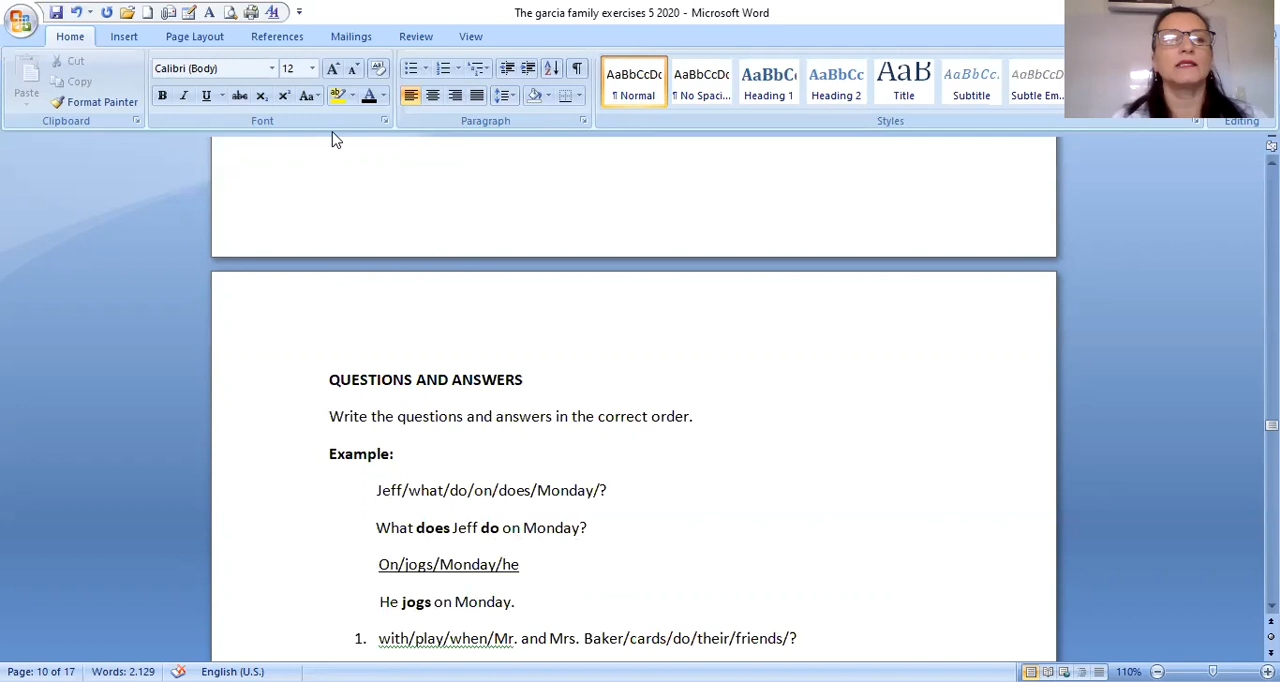 The garcia family exercises 5 2020 - Microsoft Word
Home Insert Page Layout References Mailings Review View
Paste Cut Copy Format Painter
Calibri (Body) 12
AaBbCcDc AaBbCcDc AaBbC AaBbCc AaB AaBbCc. AaBbCcDa
¶ Normal ¶ No Spaci... Heading 1 Heading 2 Title Subtitle Subtle Em...
Clipboard Font Paragraph Styles Editing
QUESTIONS AND ANSWERS
Write the questions and answers in the correct order.
Example:
Jeff/what/do/on/does/Monday/?
What does Jeff do on Monday?
On/jogs/Monday/he
He jogs on Monday.
1. with/play/when/Mr. and Mrs. Baker/cards/do/their/friends/?
Page: 10 of 17 Words: 2.129 English (U.S.) 110%